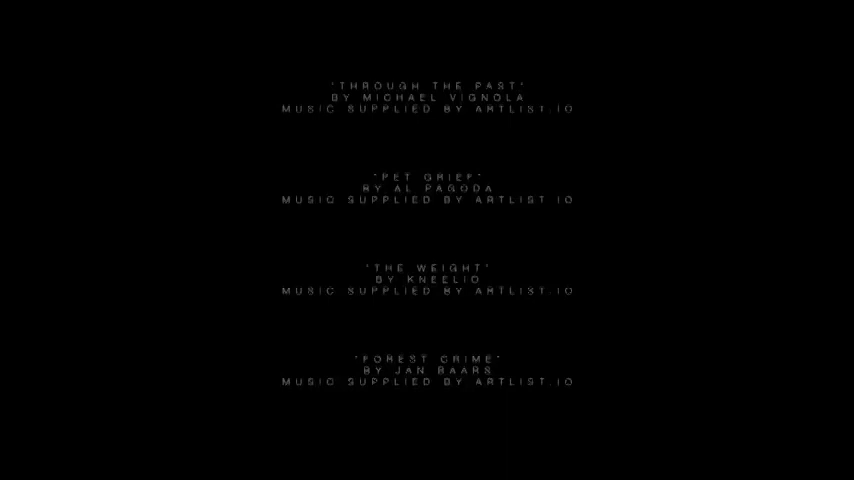 "THROUGH THE PAST"
BY MICHAEL VIGNOLA
MUSIC SUPPLIED BY ARTLIST.IO
"PET GRIEF"
BY AL PAGODA
MUSIC SUPPLIED BY ARTLIST.IO
"THE WEIGHT"
BY KNEELIO
MUSIC SUPPLIED BY ARTLIST.IO
"FOREST CRIME"
BY JAN BAARS
MUSIC SUPPLIED BY ARTLIST.IO